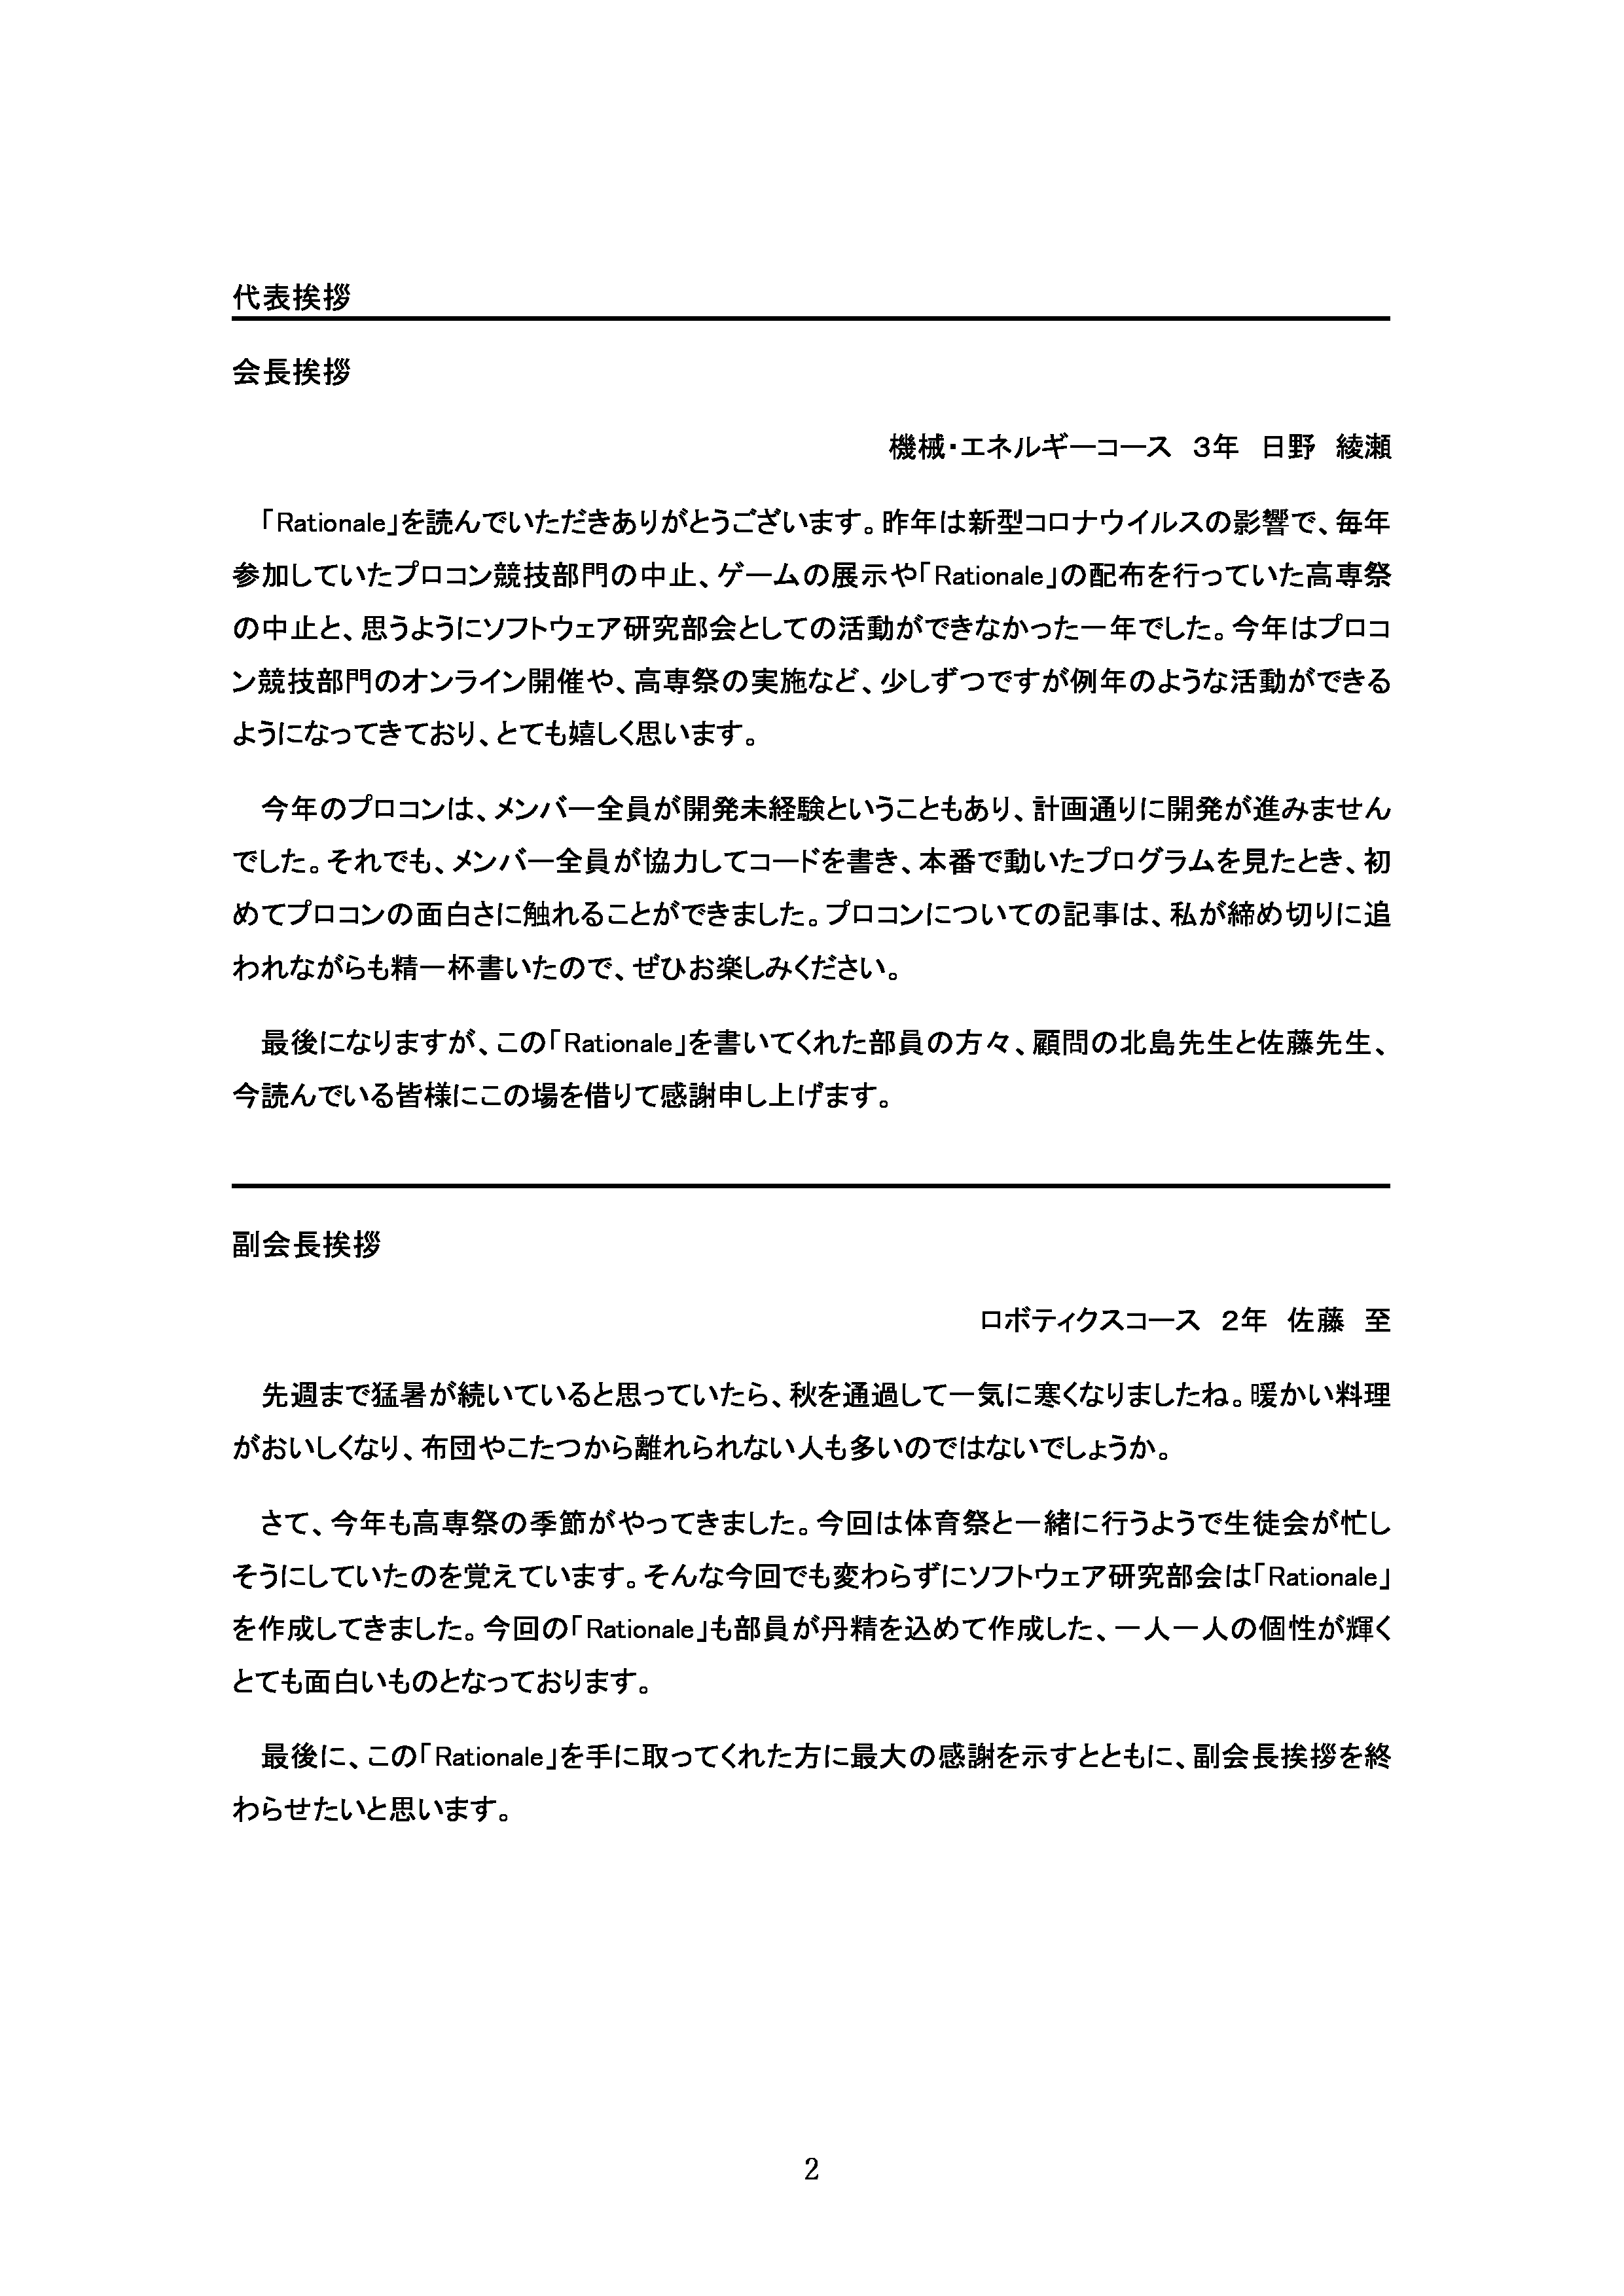 代表挨拶
会長挨拶
機械・エネルギーコース　3年　日野　綾瀬
「Rationale」を読んでいただきありがとうございます。昨年は新型コロナウイルスの影響で、毎年
参加していたプロコン競技部門の中止、ゲームの展示や「Rationale」の配布を行っていた高専祭
の中止と、思うようにソフトウェア研究部会としての活動ができなかった一年でした。今年はプロコ
ン競技部門のオンライン開催や、高専祭の実施など、少しずつですが例年のような活動ができる
ようになってきており、とても嬉しく思います。
今年のプロコンは、メンバー全員が開発未経験ということもあり、計画通りに開発が進みません
でした。それでも、メンバー全員が協力してコードを書き、本番で動いたプログラムを見たとき、初
めてプロコンの面白さに触れることができました。プロコンについての記事は、私が締め切りに追
われながらも精一杯書いたので、ぜひお楽しみください。
最後になりますが、この「Rationale」を書いてくれた部員の方々、顧問の北島先生と佐藤先生、
今読んでいる皆様にこの場を借りて感謝申し上げます。
副会長挨拶
ロボティクスコース　2年　佐藤　至
先週まで猛暑が続いていると思っていたら、秋を通過して一気に寒くなりましたね。暖かい料理
がおいしくなり、布団やこたつから離れられない人も多いのではないでしょうか。
さて、今年も高専祭の季節がやってきました。今回は体育祭と一緒に行うようで生徒会が忙し
そうにしていたのを覚えています。そんな今回でも変わらずにソフトウェア研究部会は「Rationale」
を作成してきました。今回の「Rationale」も部員が丹精を込めて作成した、一人一人の個性が輝く
とても面白いものとなっております。
最後に、この「Rationale」を手に取ってくれた方に最大の感謝を示すとともに、副会長挨拶を終
わらせたいと思います。
2